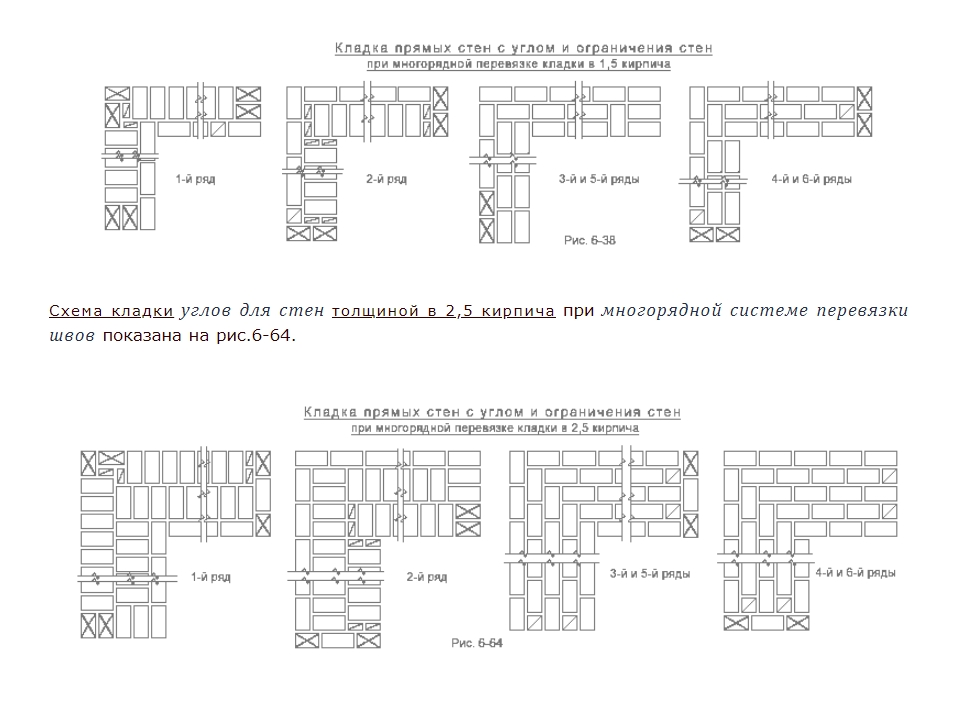 Кладка прямых стен с углом и ограничения стен
при многорядной перевязке кладки в 1,5 кирпича
1-й ряд
2-й ряд
3-й и 5-й ряды
4-й и 6-й ряды
Рис. 6-38
Схема кладки углов для стен толщиной в 2,5 кирпича при многорядной системе перевязки
швов показана на рис.6-64.
Кладка прямых стен с углом и ограничения стен
при многорядной перевязке кладки в 2,5 кирпича
1-й ряд
2-й ряд
3-й и 5-й ряды
4-й и 6-й ряды
Рис. 6-64